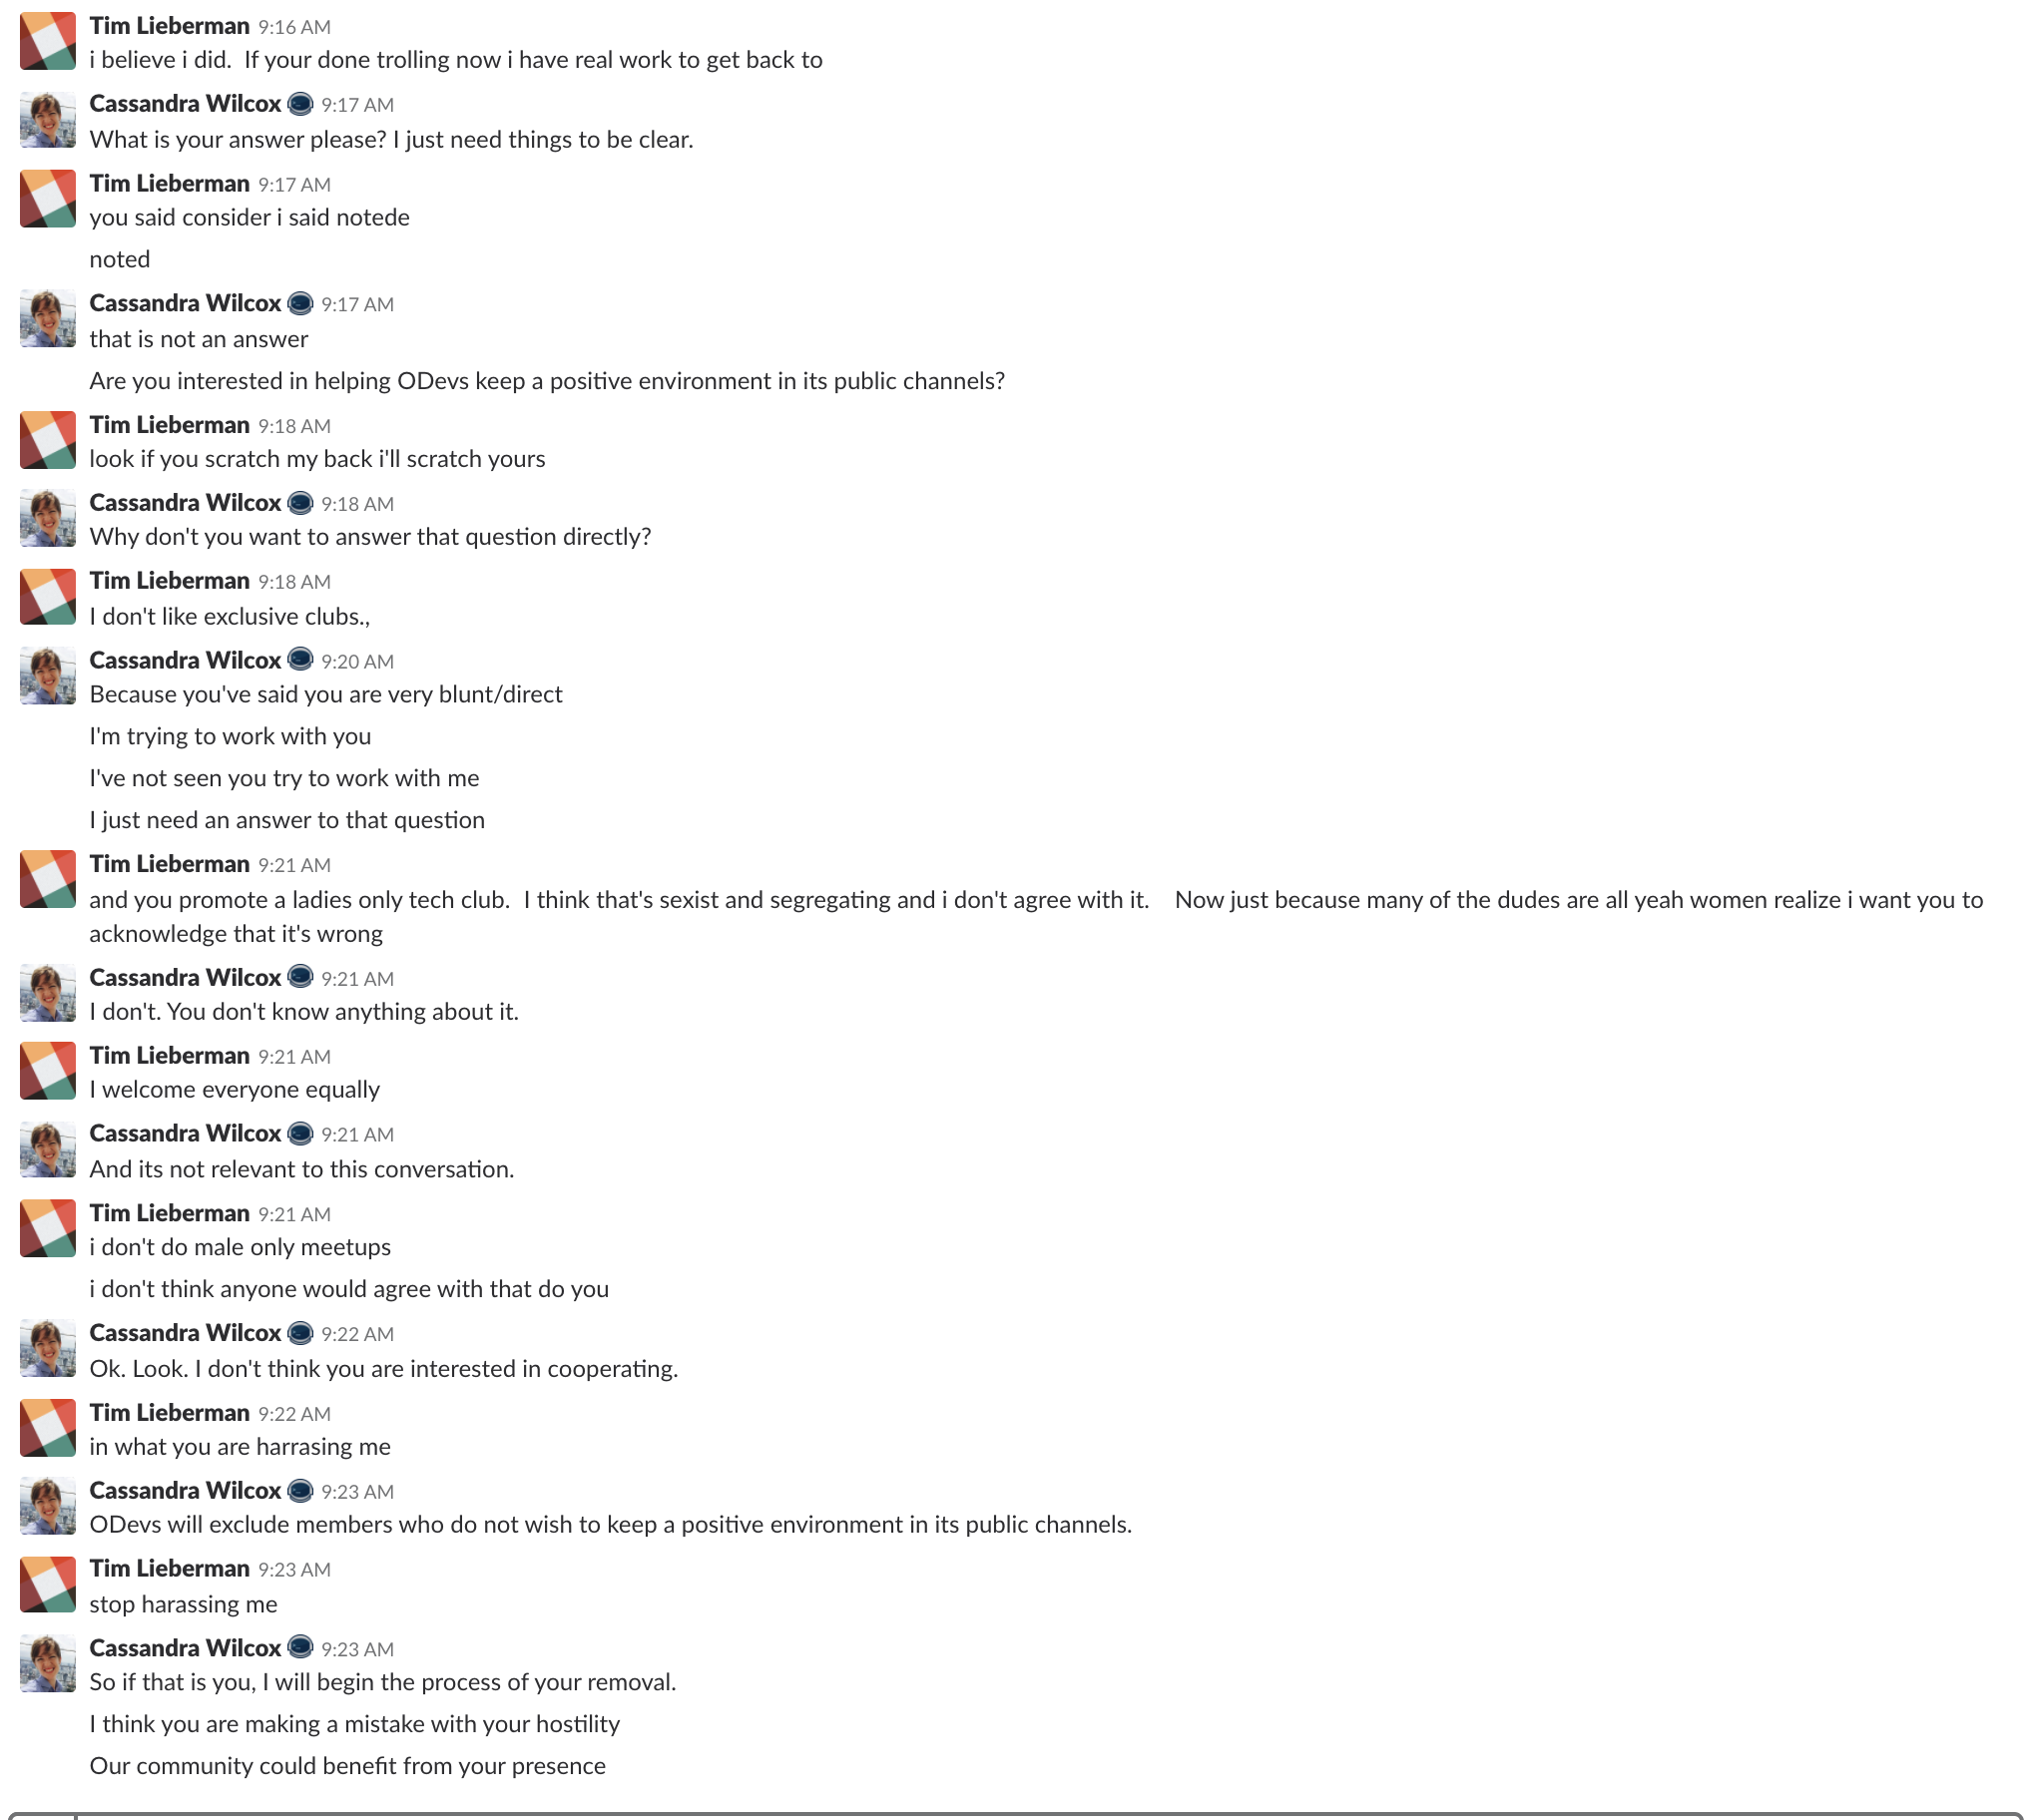 Tim Lieberman 9:16 AM
i believe i did.  If your done trolling now i have real work to get back to
Cassandra Wilcox 9:17 AM
What is your answer please? I just need things to be clear.
Tim Lieberman 9:17 AM
you said consider i said notede
noted
Cassandra Wilcox 9:17 AM
that is not an answer
Are you interested in helping ODevs keep a positive environment in its public channels?
Tim Lieberman 9:18 AM
look if you scratch my back i'll scratch yours
Cassandra Wilcox 9:18 AM
Why don't you want to answer that question directly?
Tim Lieberman 9:18 AM
I don't like exclusive clubs.,
Cassandra Wilcox 9:20 AM
Because you've said you are very blunt/direct
I'm trying to work with you
I've not seen you try to work with me
I just need an answer to that question
Tim Lieberman 9:21 AM
and you promote a ladies only tech club.  I think that's sexist and segregating and i don't agree with it.    Now just because many of the dudes are all yeah women realize i want you to
acknowledge that it's wrong
Cassandra Wilcox 9:21 AM
I don't. You don't know anything about it.
Tim Lieberman 9:21 AM
I welcome everyone equally
Cassandra Wilcox 9:21 AM
And its not relevant to this conversation.
Tim Lieberman 9:21 AM
i don't do male only meetups
i don't think anyone would agree with that do you
Cassandra Wilcox 9:22 AM
Ok. Look. I don't think you are interested in cooperating.
Tim Lieberman 9:22 AM
in what you are harrasing me
Cassandra Wilcox 9:23 AM
ODevs will exclude members who do not wish to keep a positive environment in its public channels.
Tim Lieberman 9:23 AM
stop harassing me
Cassandra Wilcox 9:23 AM
So if that is you, I will begin the process of your removal.
I think you are making a mistake with your hostility
Our community could benefit from your presence